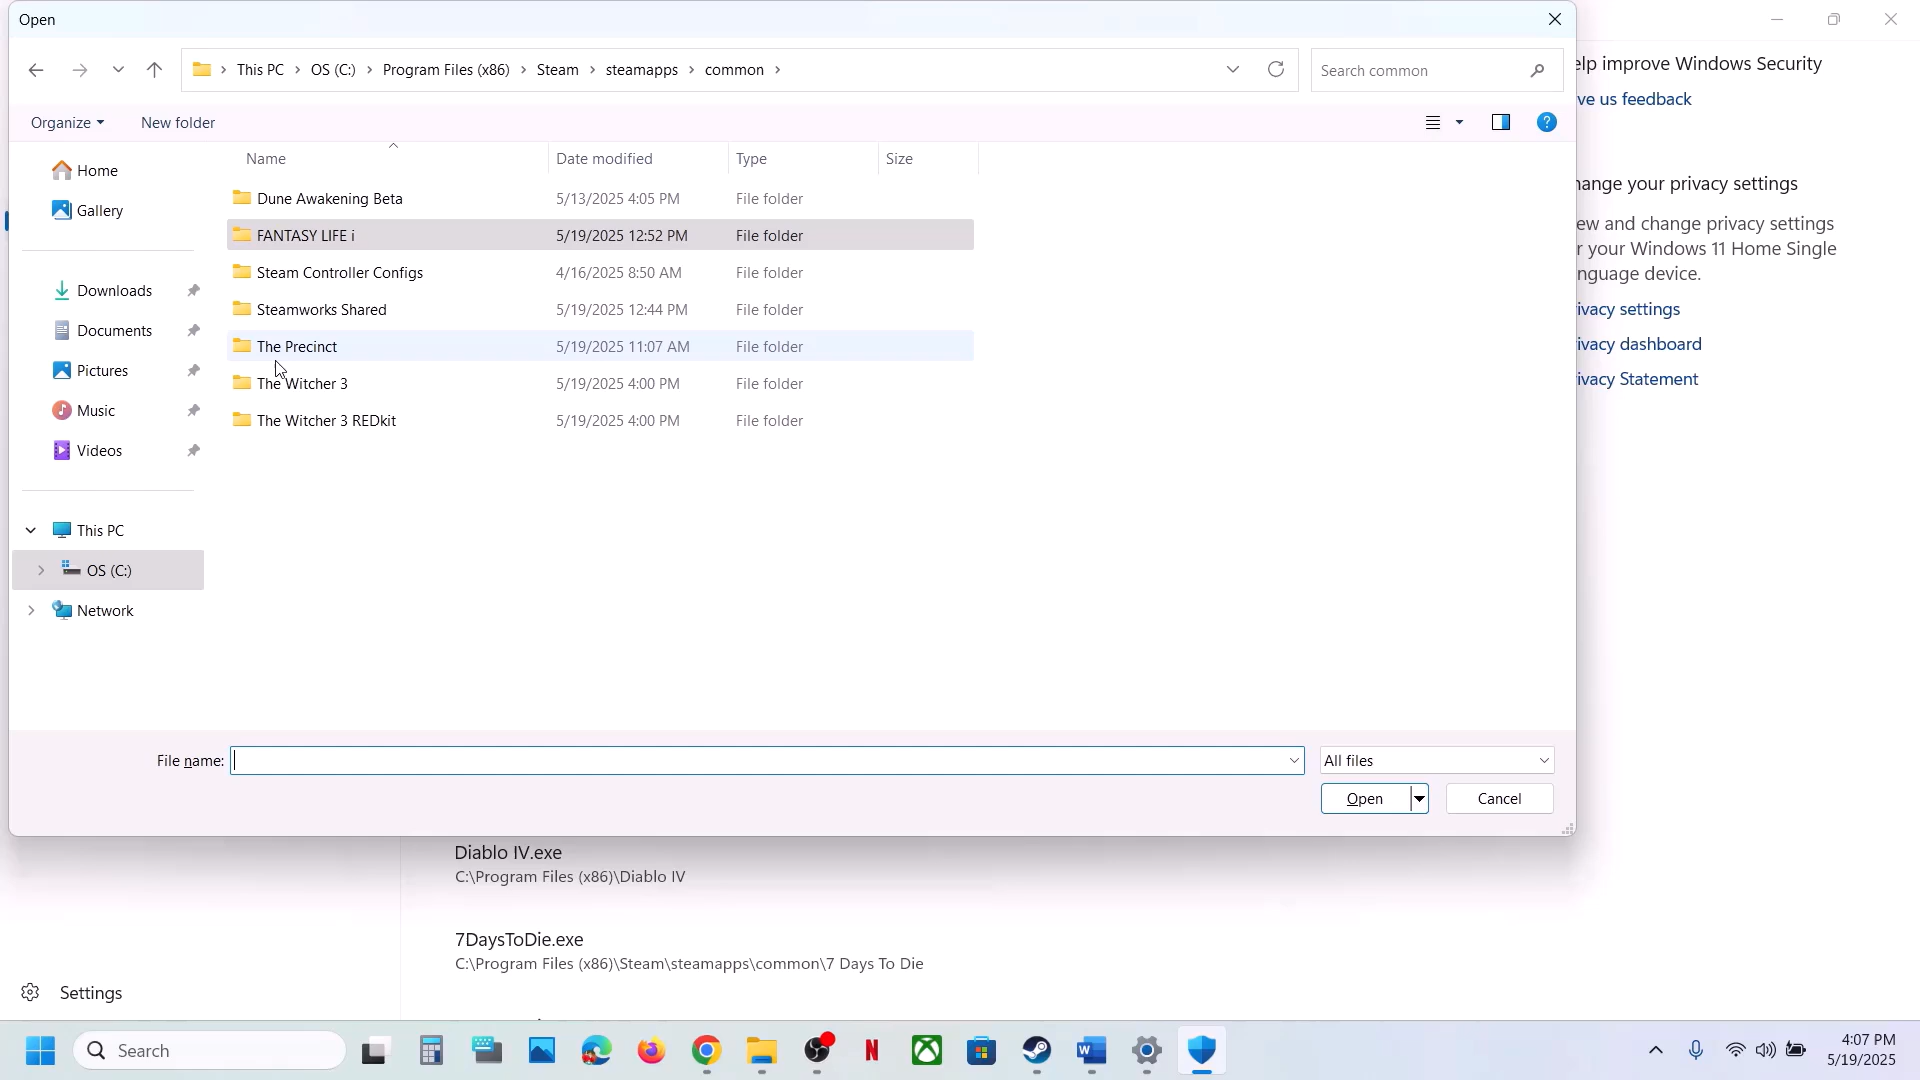 Open
This PC > OS (C:) > Program Files (x86) > Steam > steamapps > common >
Search common
Organize
New folder
Name
Date modified
Type
Size
Home
Gallery
Downloads
Documents
Pictures
Music
Videos
This PC
OS (C:)
Network
Dune Awakening Beta 5/13/2025 4:05 PM File folder
FANTASY LIFE i 5/19/2025 12:52 PM File folder
Steam Controller Configs 4/16/2025 8:50 AM File folder
Steamworks Shared 5/19/2025 12:44 PM File folder
The Precinct 5/19/2025 11:07 AM File folder
The Witcher 3 5/19/2025 4:00 PM File folder
The Witcher 3 REDkit 5/19/2025 4:00 PM File folder
File name:
All files
Open
Cancel
elp improve Windows Security
ve us feedback
ange your privacy settings
ew and change privacy settings
r your Windows 11 Home Single
nguage device.
ivacy settings
ivacy dashboard
ivacy Statement
Diablo IV.exe
C:\Program Files (x86)\Diablo IV
7DaysToDie.exe
C:\Program Files (x86)\Steam\steamapps\common\7 Days To Die
Settings
Search
4:07 PM
5/19/2025